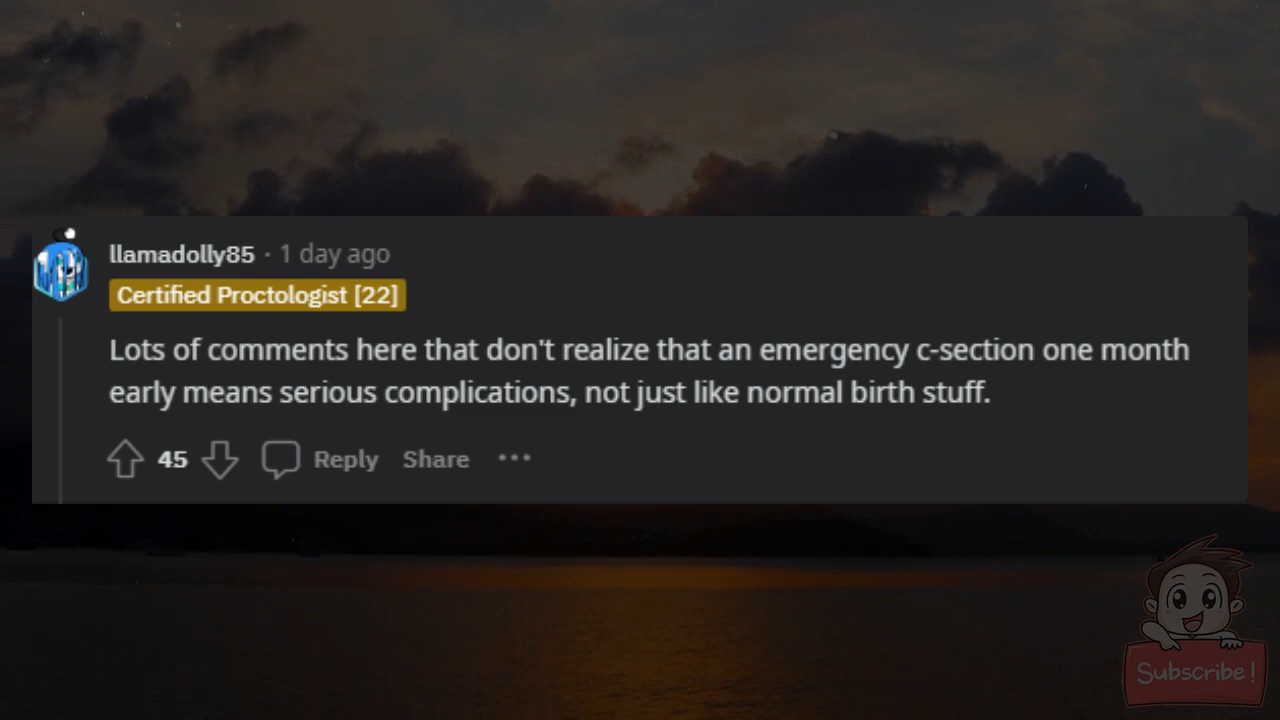 llamadolly85 · 1 day ago
Certified Proctologist [22]
Lots of comments here that don't realize that an emergency c-section one month
early means serious complications, not just like normal birth stuff.
45 Reply Share ···
Subscribe!